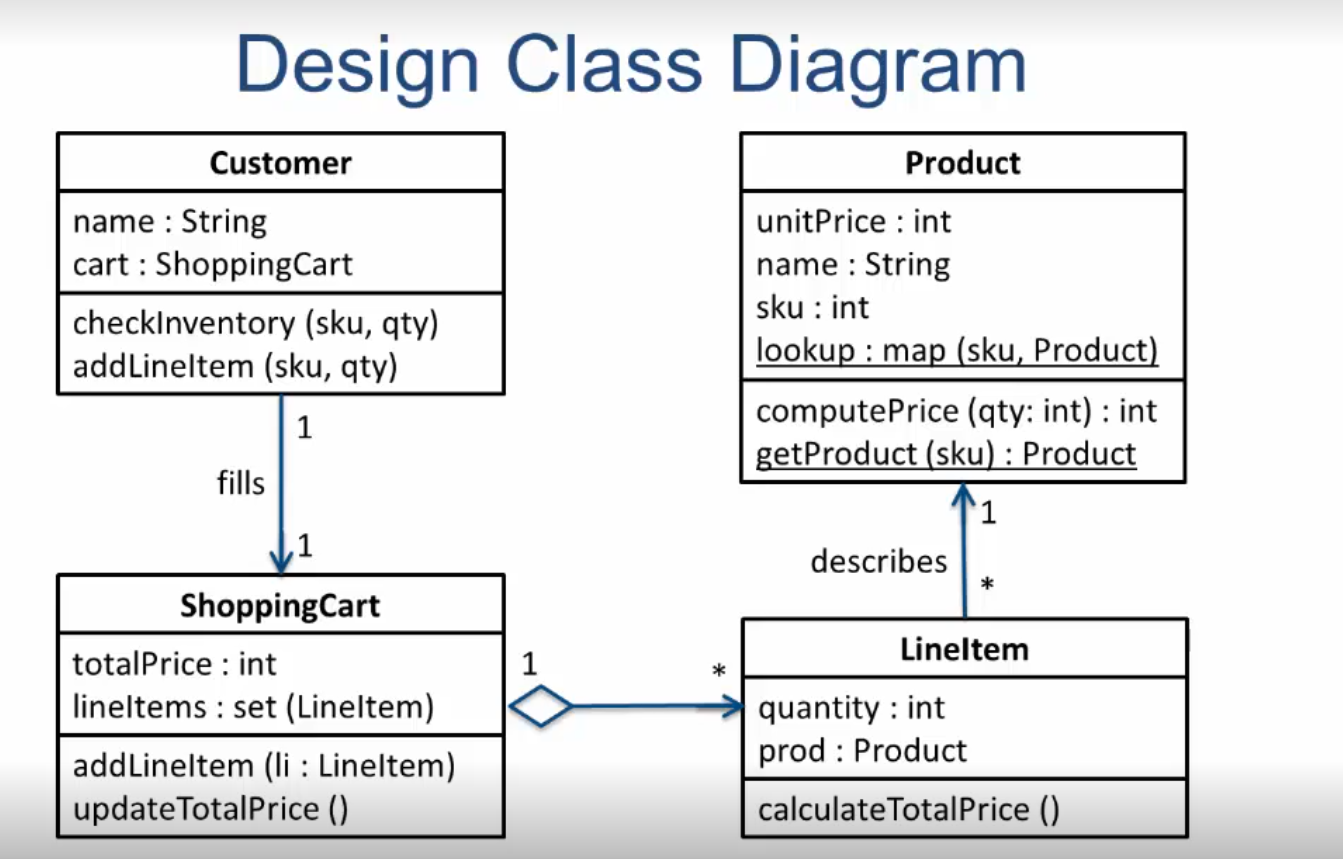 Design Class Diagram
Customer
name : String
cart : ShoppingCart
checkInventory (sku, qty)
addLineItem (sku, qty)
1
fills
1
ShoppingCart
totalPrice : int
lineItems : set (LineItem)
addLineItem (li : LineItem)
updateTotalPrice ()
1
*
Product
unitPrice : int
name : String
sku : int
lookup : map (sku, Product)
computePrice (qty: int) : int
getProduct (sku) : Product
1
describes
*
LineItem
quantity : int
prod : Product
calculateTotalPrice ()